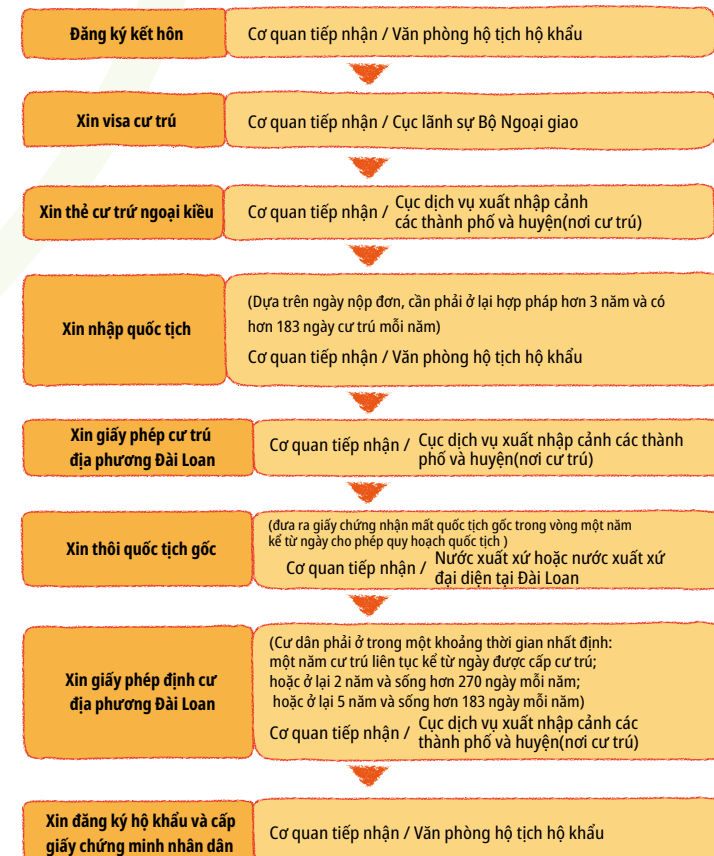 Đăng ký kết hôn
Cơ quan tiếp nhận / Văn phòng hộ tịch hộ khẩu
Xin visa cư trú
Cơ quan tiếp nhận / Cục lãnh sự Bộ Ngoại giao
Xin thẻ cư trứ ngoại kiều
Cơ quan tiếp nhận / Cục dịch vụ xuất nhập cảnh
các thành phố và huyện(nơi cư trú)
Xin nhập quốc tịch
(Dựa trên ngày nộp đơn, cần phải ở lại hợp pháp hơn 3 năm và có
hơn 183 ngày cư trú mỗi năm)
Cơ quan tiếp nhận / Văn phòng hộ tịch hộ khẩu
Xin giấy phép cư trú
địa phương Đài Loan
Cơ quan tiếp nhận / Cục dịch vụ xuất nhập cảnh các thành
phố và huyện(nơi cư trú)
Xin thôi quốc tịch gốc
(đưa ra giấy chứng nhận mất quốc tịch gốc trong vòng một năm
kể từ ngày cho phép quy hoạch quốc tịch )
Cơ quan tiếp nhận / Nước xuất xứ hoặc nước xuất xứ
đại diện tại Đài Loan
Xin giấy phép định cư
địa phương Đài Loan
(Cư dân phải ở trong một khoảng thời gian nhất định:
một năm cư trú liên tục kể từ ngày được cấp cư trú;
hoặc ở lại 2 năm và sống hơn 270 ngày mỗi năm;
hoặc ở lại 5 năm và sống hơn 183 ngày mỗi năm)
Cơ quan tiếp nhận / Cục dịch vụ xuất nhập cảnh các
thành phố và huyện(nơi cư trú)
Xin đăng ký hộ khẩu và cấp
giấy chứng minh nhân dân
Cơ quan tiếp nhận / Văn phòng hộ tịch hộ khẩu